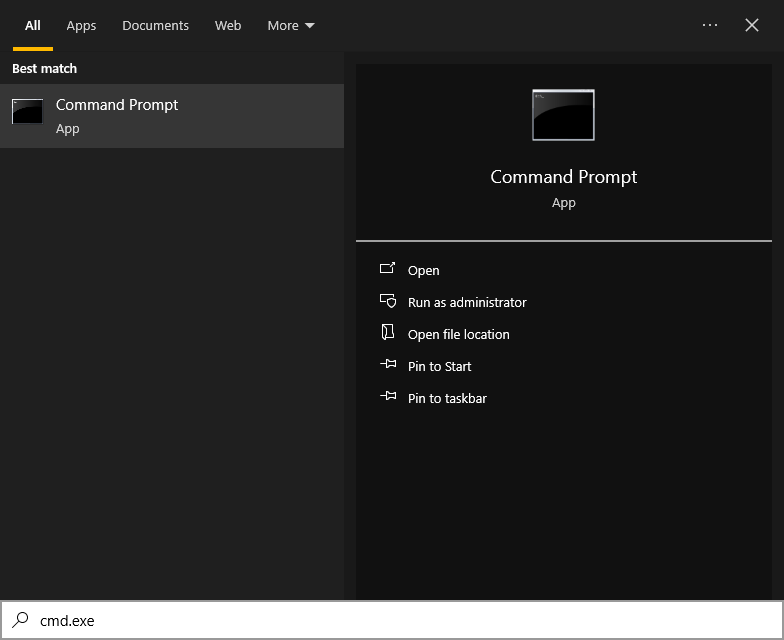 All Apps Documents Web More
Best match
Command Prompt
App
Command Prompt
App
Open
Run as administrator
Open file location
Pin to Start
Pin to taskbar
cmd.exe